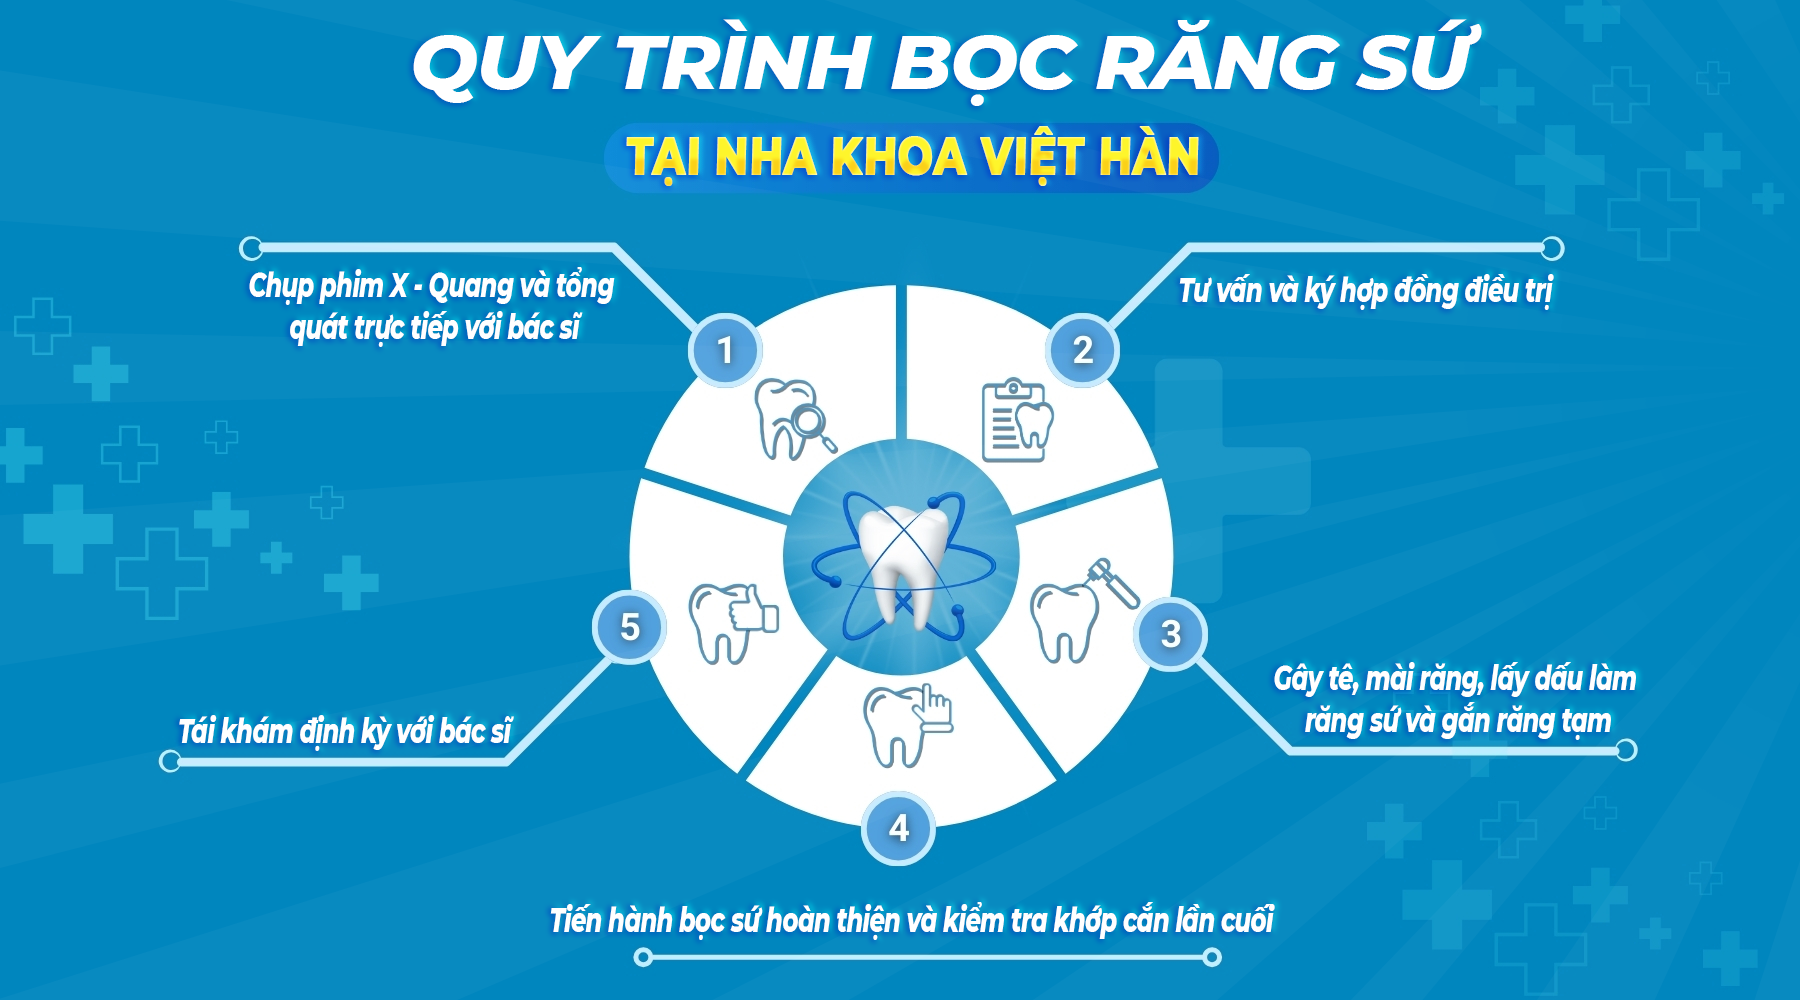 QUY TRÌNH BỌC RĂNG SỨ
TẠI NHA KHOA VIỆT HÀN
1
Chụp phim X - Quang và tổng
quát trực tiếp với bác sĩ
2
Tư vấn và ký hợp đồng điều trị
3
Gây tê, mài răng, lấy dấu làm
răng sứ và gắn răng tạm
4
Tiến hành bọc sứ hoàn thiện và kiểm tra khớp cắn lần cuối
5
Tái khám định kỳ với bác sĩ